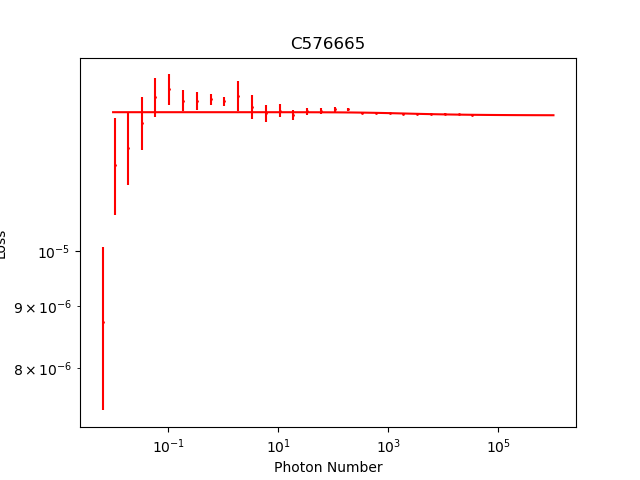 C576665
Loss
10⁻⁵
9 × 10⁻⁶
8 × 10⁻⁶
10⁻¹ 10¹ 10³ 10⁵
Photon Number